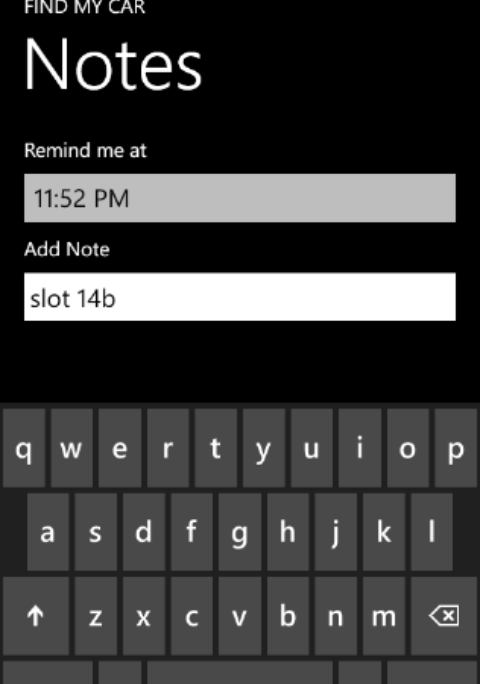 FIND MY CAR
Notes
Remind me at
11:52 PM
Add Note
slot 14b
q w e r t y u i o p
a s d f g h j k l
z x c v b n m